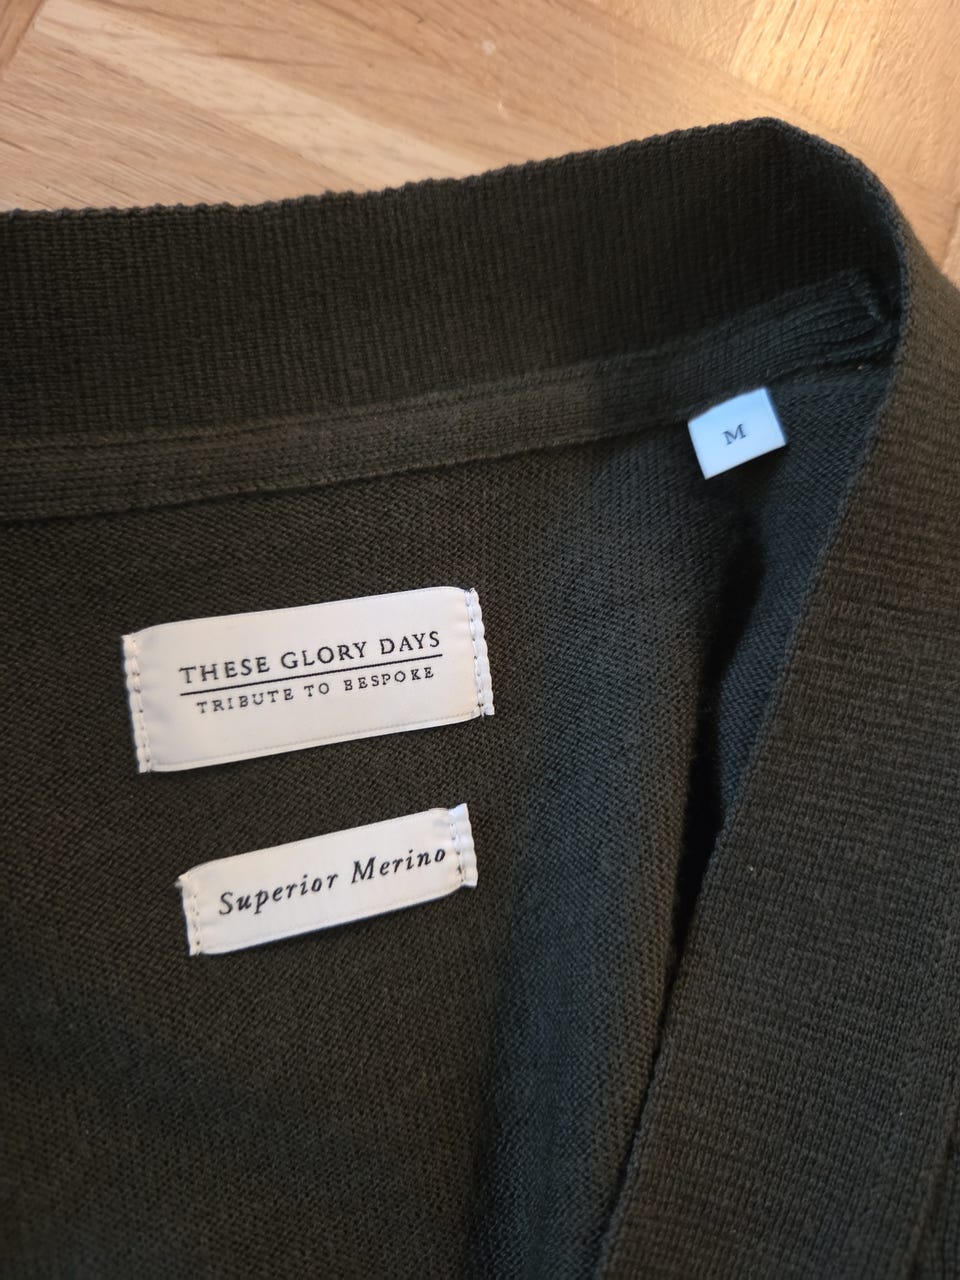 M
THESE GLORY DAYS
TRIBUTE TO BESPOKE
Superior Merino